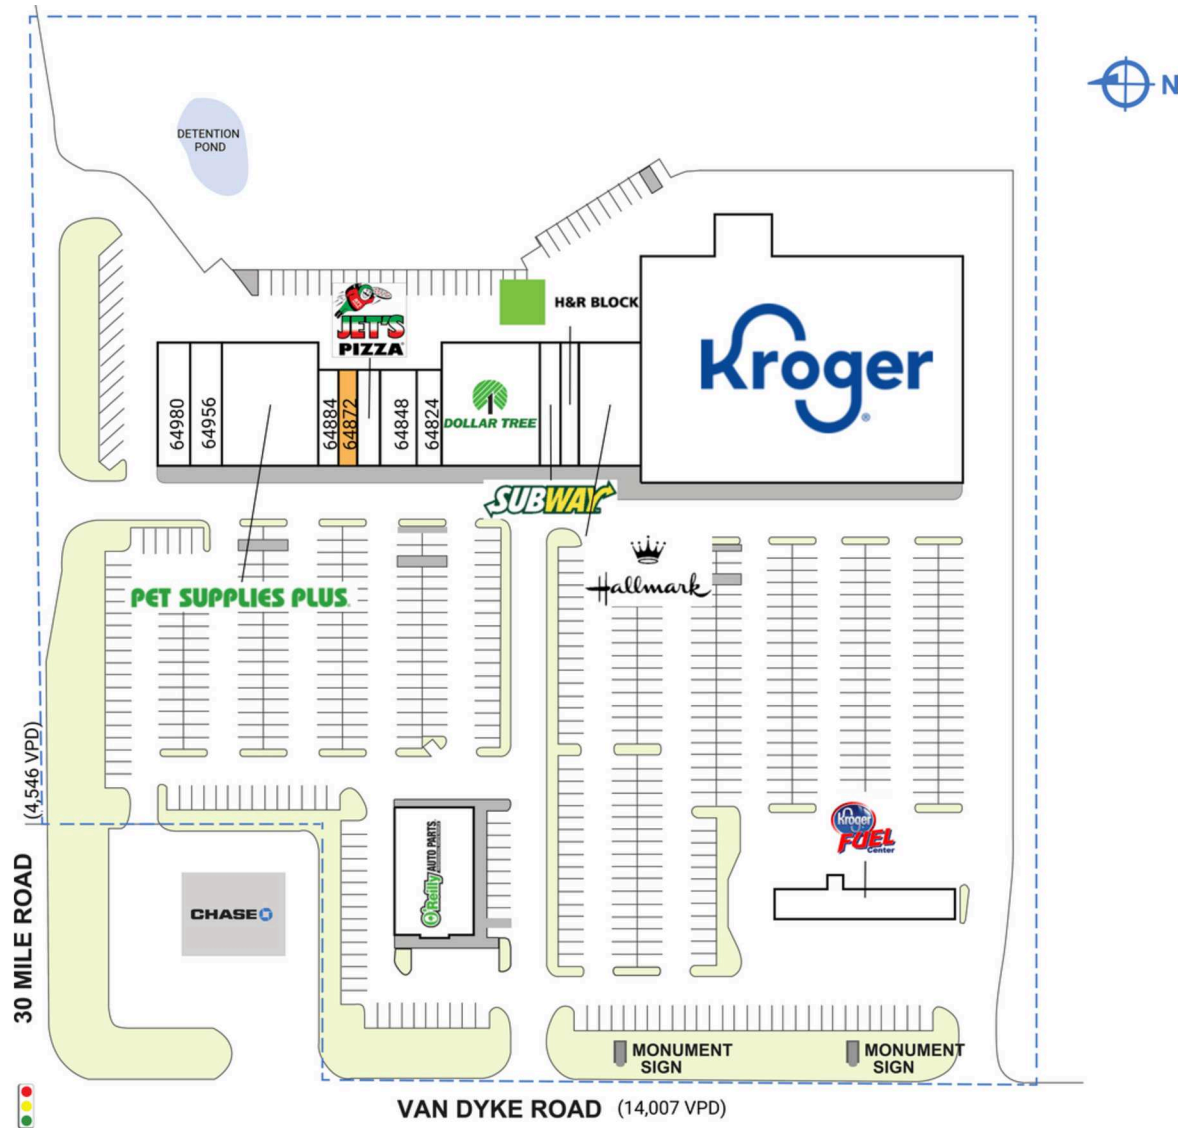 N
DETENTION
POND
H&R BLOCK
JET'S
PIZZA
Kroger
64980
64956
64884
64872
64848
64824
DOLLAR TREE
SUBWAY
Hallmark
PET SUPPLIES PLUS
(4,546 VPD)
30 MILE ROAD
CHASE
O'Reilly AUTO PARTS
Kroger
FUEL
Center
MONUMENT
SIGN
MONUMENT
SIGN
VAN DYKE ROAD (14,007 VPD)